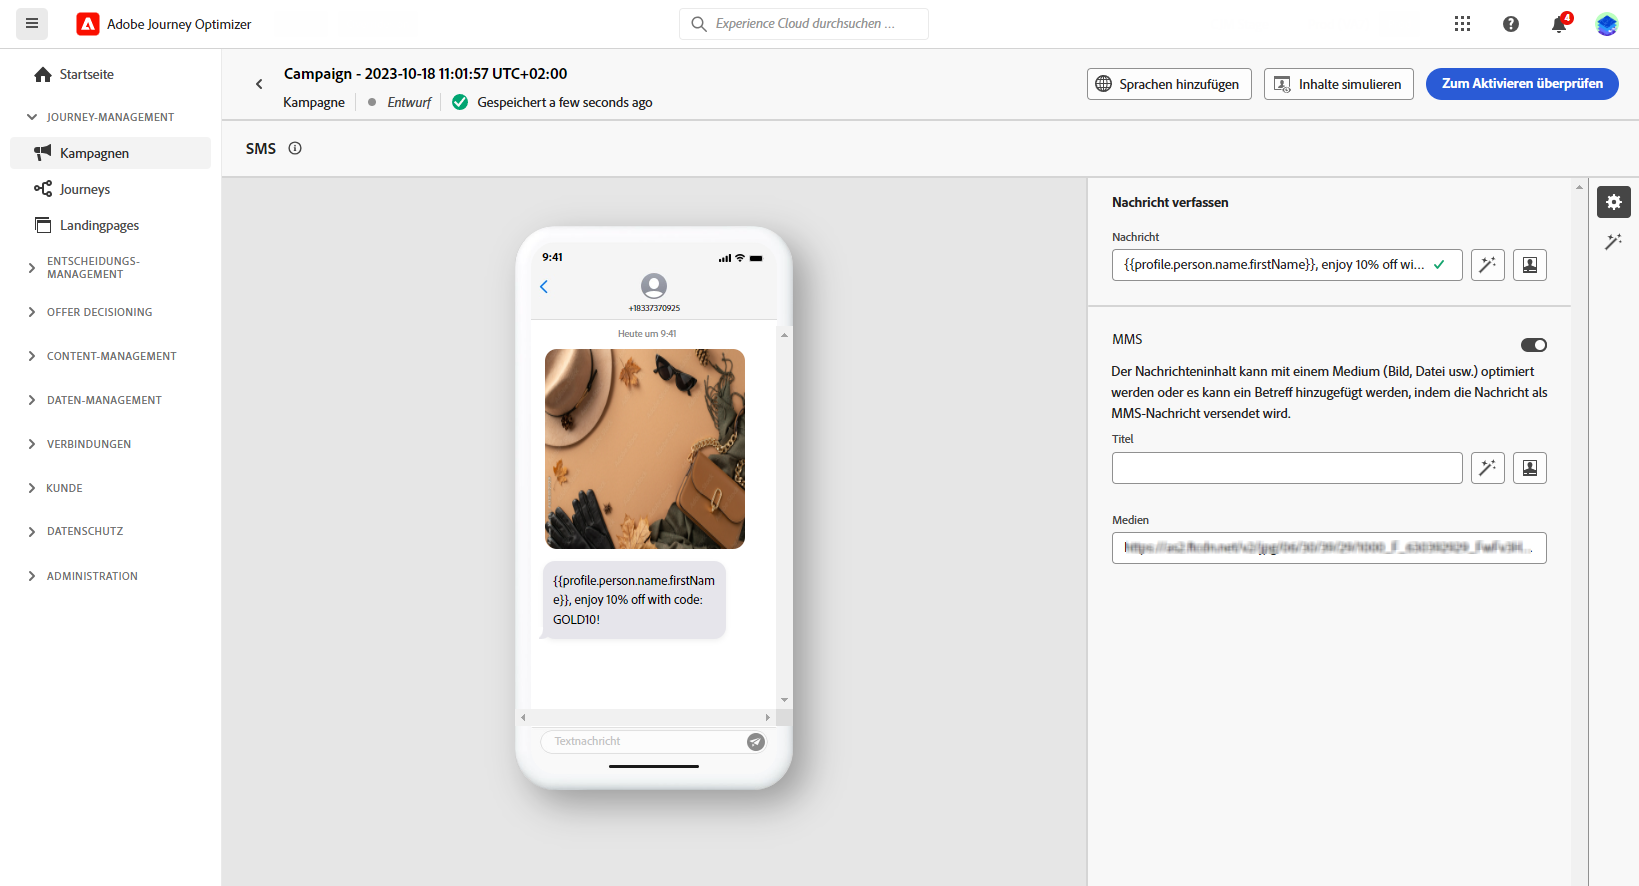 Adobe Journey Optimizer
Experience Cloud durchsuchen ...
4
Startseite
JOURNEY-MANAGEMENT
Kampagnen
Journeys
Landingpages
ENTSCHEIDUNGS-
MANAGEMENT
OFFER DECISIONING
CONTENT-MANAGEMENT
DATEN-MANAGEMENT
VERBINDUNGEN
KUNDE
DATENSCHUTZ
ADMINISTRATION
Campaign - 2023-10-18 11:01:57 UTC+02:00
Kampagne
Entwurf
Gespeichert a few seconds ago
Sprachen hinzufügen
Inhalte simulieren
Zum Aktivieren überprüfen
SMS
9:41
+18337370925
Heute um 9:41
{{profile.person.name.firstNam
e}}, enjoy 10% off with code:
GOLD10!
Textnachricht
Nachricht verfassen
Nachricht
{{profile.person.name.firstName}}, enjoy 10% off wi...
MMS
Der Nachrichteninhalt kann mit einem Medium (Bild, Datei usw.) optimiert
werden oder es kann ein Betreff hinzugefügt werden, indem die Nachricht als
MMS-Nachricht versendet wird.
Titel
Medien